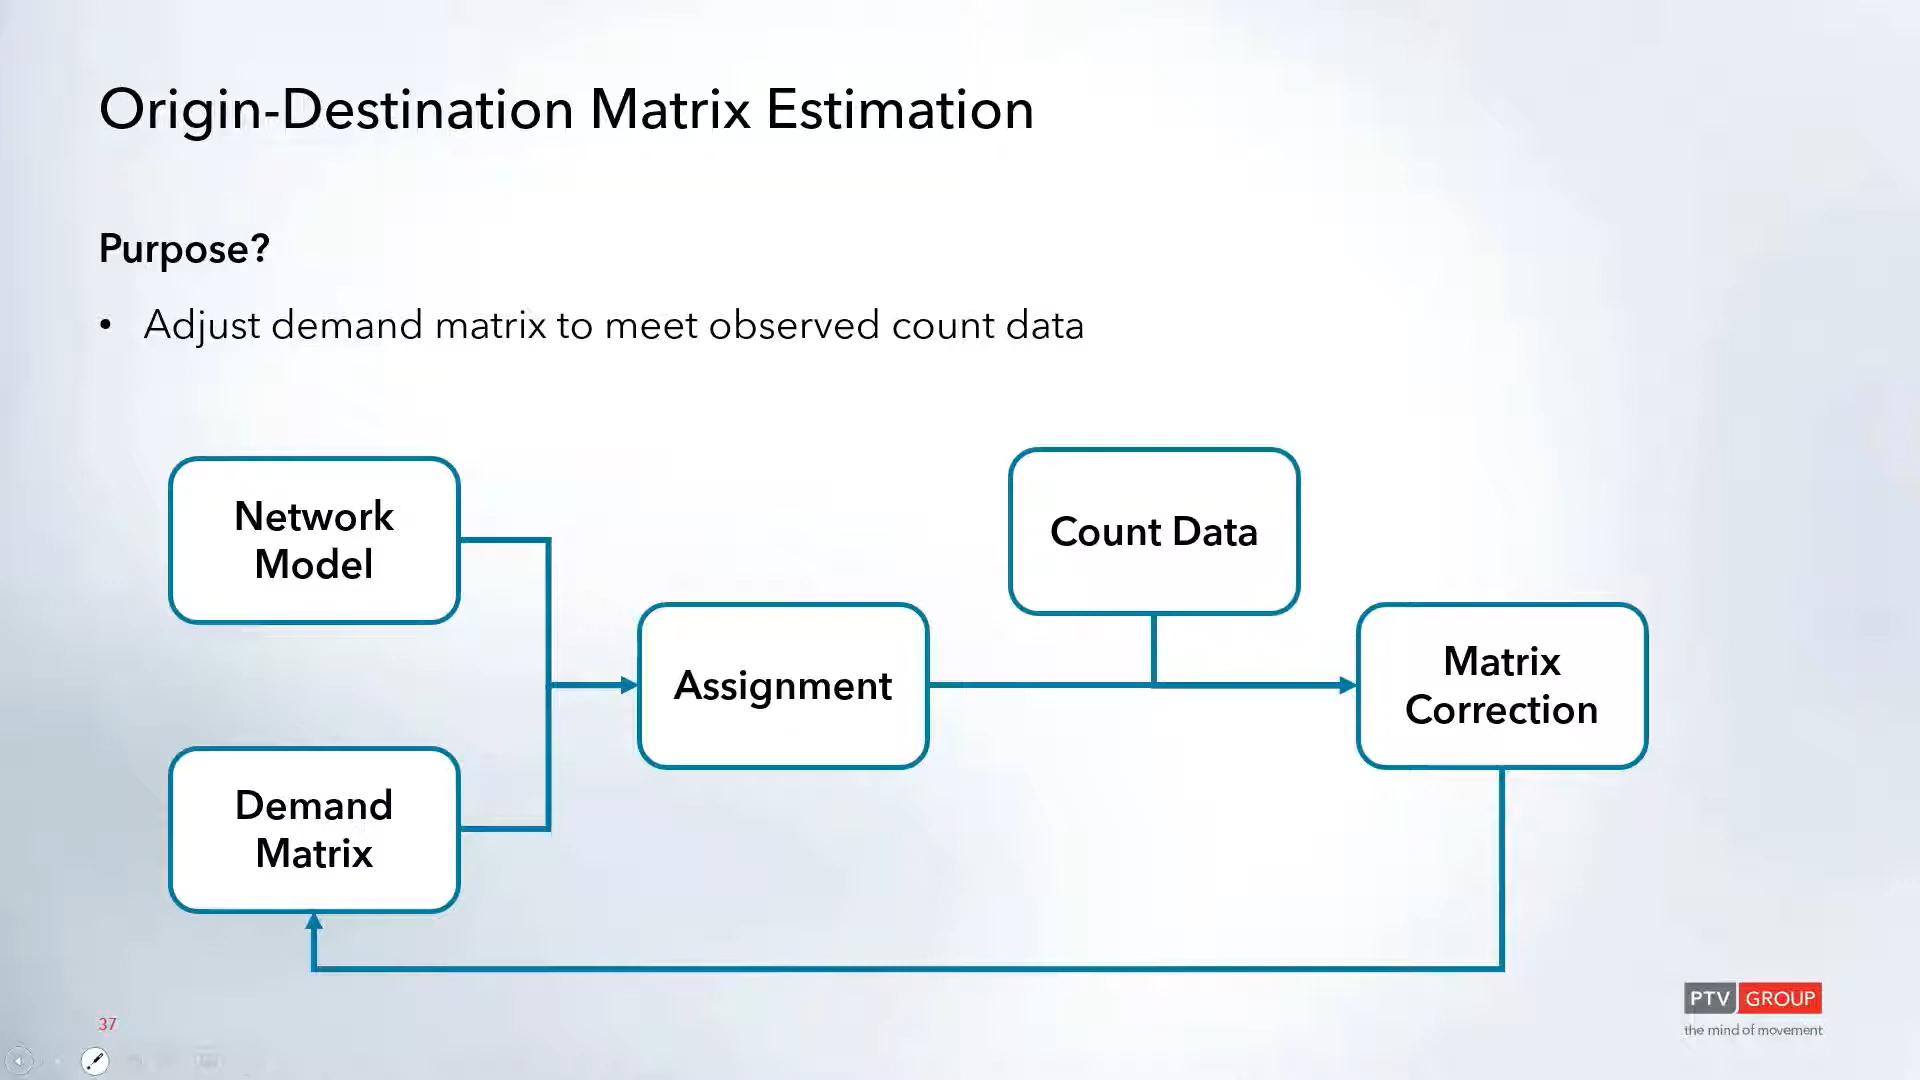 Origin-Destination Matrix Estimation
Purpose?
• Adjust demand matrix to meet observed count data
Network
Model
Count Data
Assignment
Matrix
Correction
Demand
Matrix
PTV GROUP
the mind of movement
37